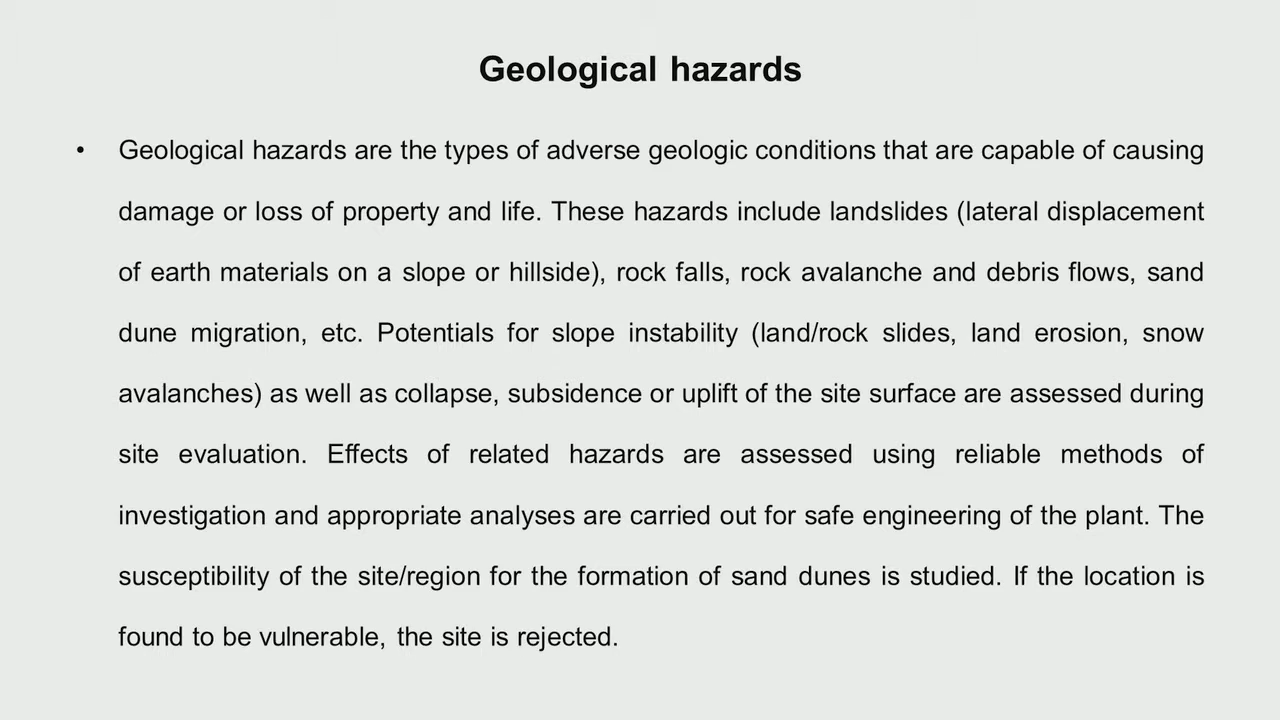 Geological hazards
• Geological hazards are the types of adverse geologic conditions that are capable of causing
damage or loss of property and life. These hazards include landslides (lateral displacement
of earth materials on a slope or hillside), rock falls, rock avalanche and debris flows, sand
dune migration, etc. Potentials for slope instability (land/rock slides, land erosion, snow
avalanches) as well as collapse, subsidence or uplift of the site surface are assessed during
site evaluation. Effects of related hazards are assessed using reliable methods of
investigation and appropriate analyses are carried out for safe engineering of the plant. The
susceptibility of the site/region for the formation of sand dunes is studied. If the location is
found to be vulnerable, the site is rejected.